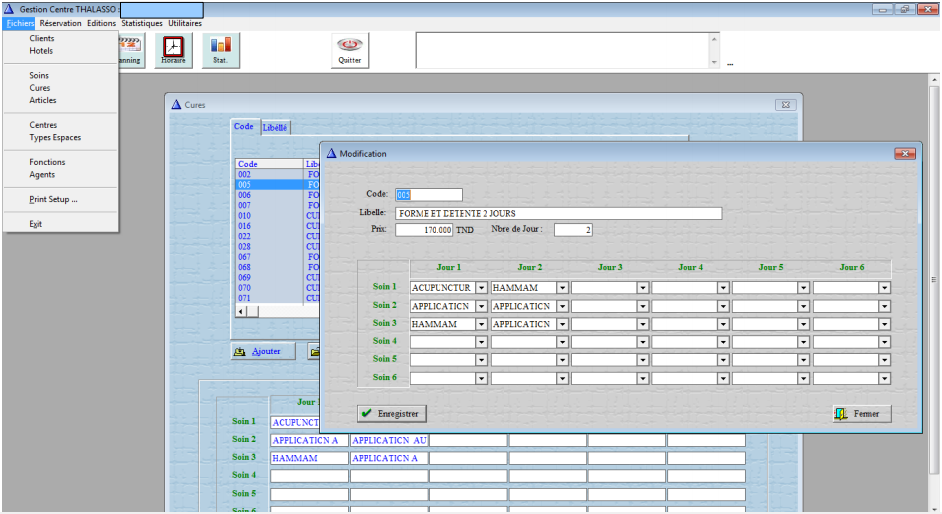 Gestion Centre THALASSO :
Fichiers Réservation Editions Statistiques Utilitaires
Clients
Hotels
Soins
Cures
Articles
Centres
Types Espaces
Fonctions
Agents
Print Setup ...
Exit
anning
Horaire
Stat.
Quitter
...
Cures
Code Libéllé
Code Lib
002 FO
005 FO
006 FO
007 FO
010 CU
016 CU
022 CU
028 CU
067 FO
068 FO
069 CU
070 CU
071 CU
Ajouter
Jour
Soin 1 ACUPUNCT
Soin 2 APPLICATICN A APPLICATICN AU
Soin 3 HAMMAM APPLICATICN A
Soin 4
Soin 5
Soin 6
Modification
Code: 005
Libelle: FORME ET DETENTE 2 JOURS
Prix: 170.000 TND Nbre de Jour : 2
Jour 1 Jour 2 Jour 3 Jour 4 Jour 5 Jour 6
Soin 1 ACUPUNCTUR HAMMAM
Soin 2 APPLICATICN APPLICATICN
Soin 3 HAMMAM APPLICATICN
Soin 4
Soin 5
Soin 6
Enregistrer
Fermer